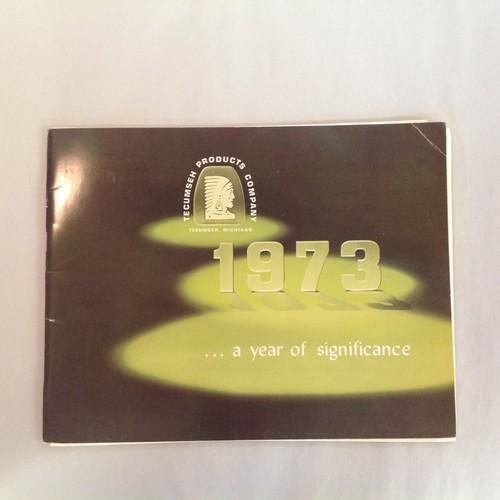 TECUMSEH PRODUCTS COMPANY
TECUMSEH, MICHIGAN
1973
... a year of significance